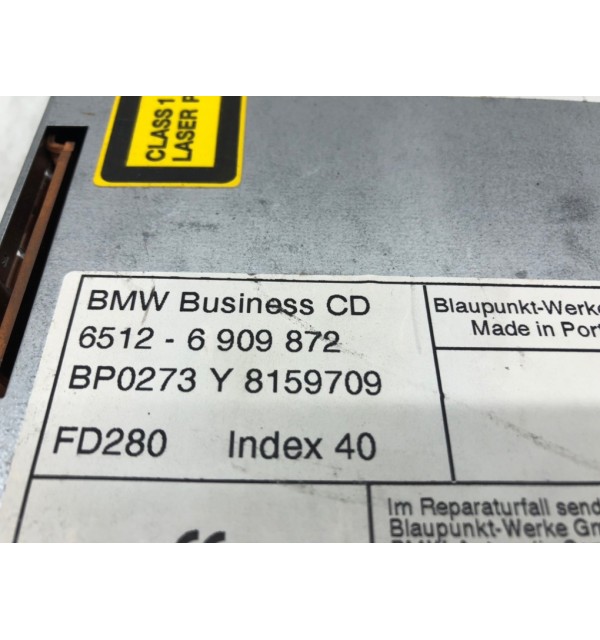 CLASS 1
LASER P
BMW Business CD
6512 - 6 909 872
BP0273 Y 8159709
FD280 Index 40
Blaupunkt-Werke
Made in Port
Im Reparaturfall send
Blaupunkt-Werke Gm